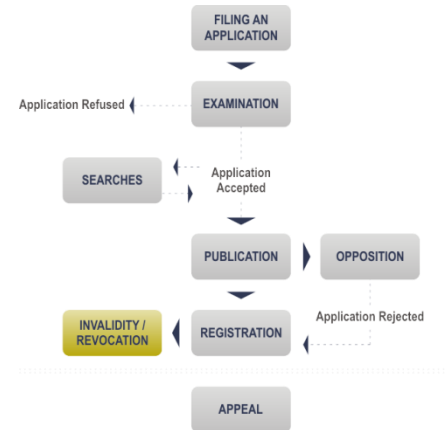 FILING AN
APPLICATION
Application Refused
EXAMINATION
SEARCHES
Application
Accepted
PUBLICATION
OPPOSITION
Application Rejected
INVALIDITY /
REVOCATION
REGISTRATION
APPEAL